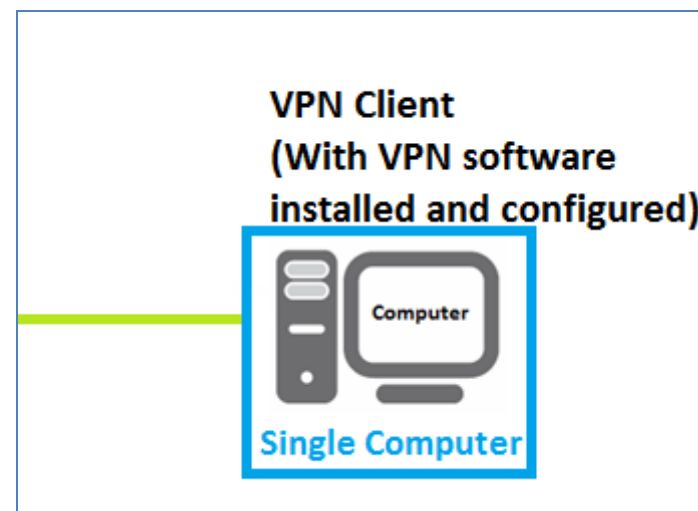 VPN Client
(With VPN software
installed and configured)
Computer
Single Computer